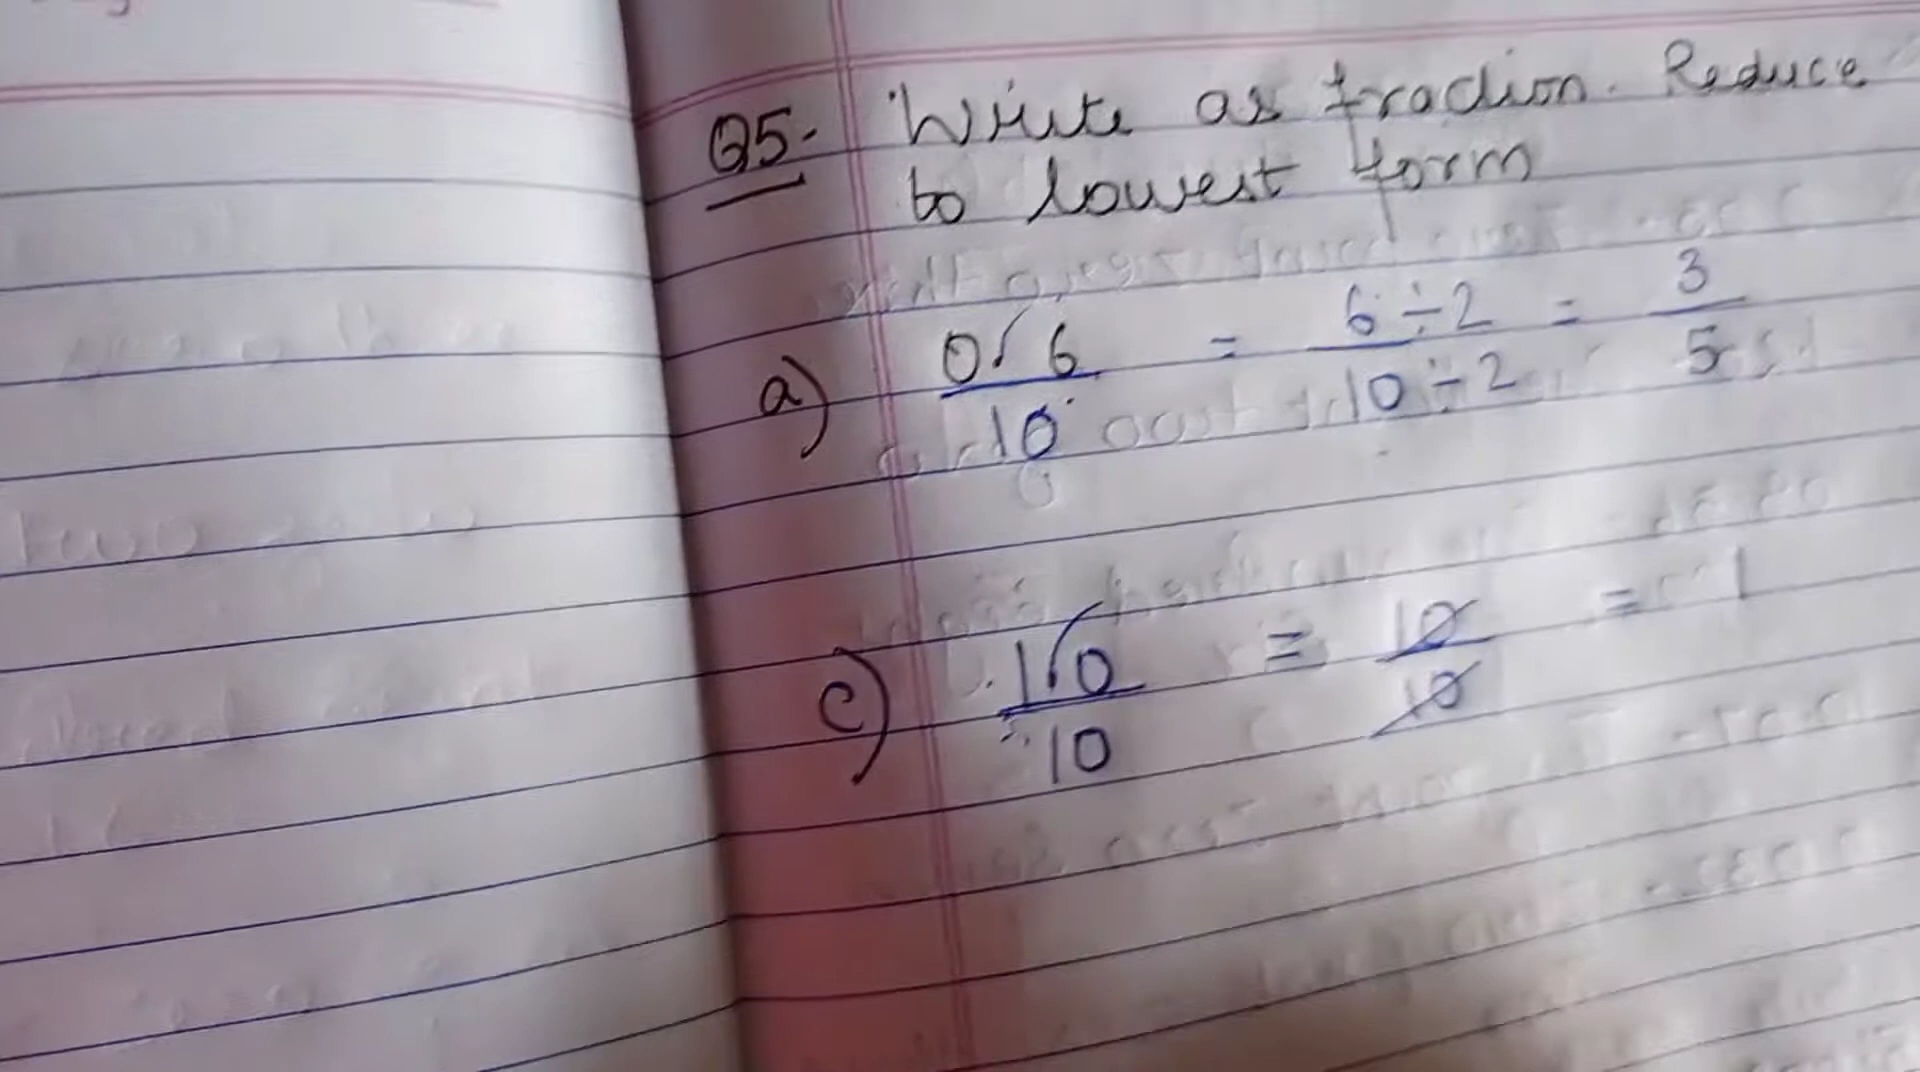 Q5. Write as fraction. Reduce
to lowest form
a) 0.6/10 = 6÷2/10÷2 = 3/5
c) 1.0/10 = 10/10 = 1